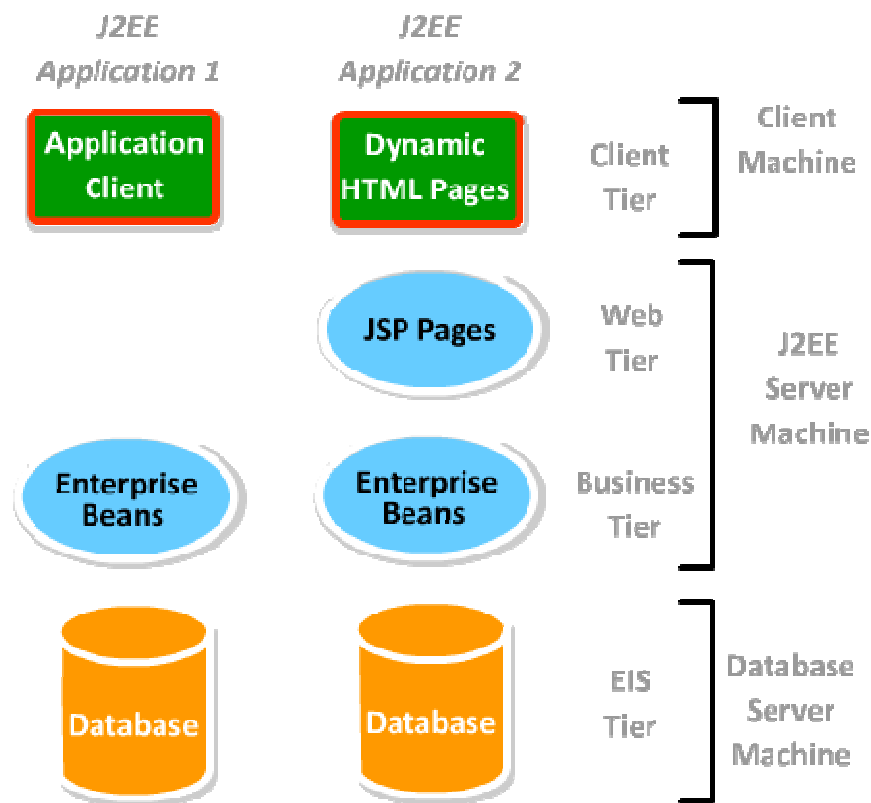 J2EE
Application 1
J2EE
Application 2
Application
Client
Dynamic
HTML Pages
Client
Tier
Client
Machine
JSP Pages
Web
Tier
J2EE
Server
Machine
Enterprise
Beans
Enterprise
Beans
Business
Tier
Database
Database
EIS
Tier
Database
Server
Machine